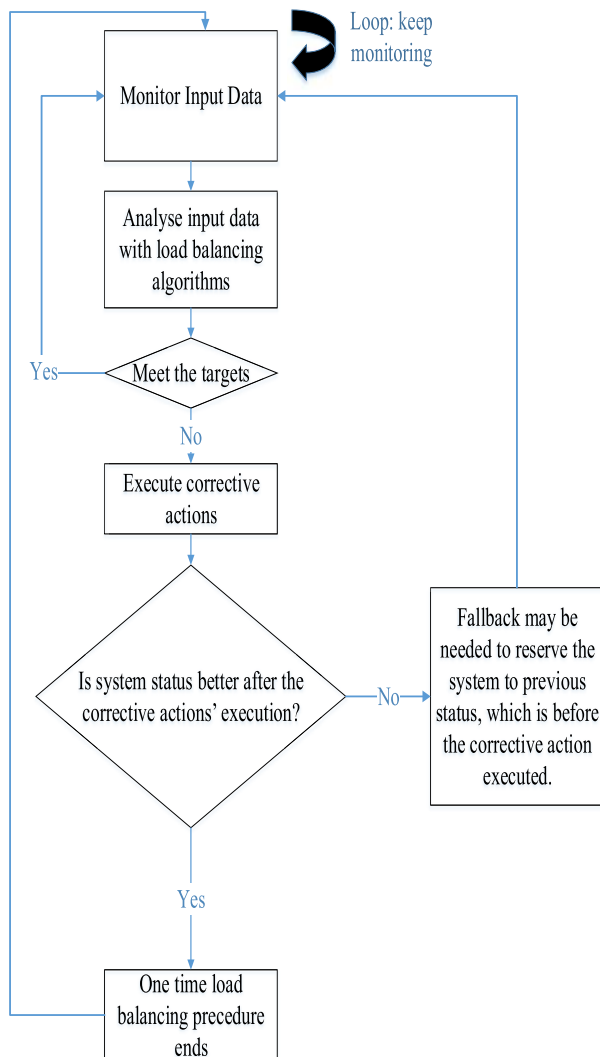 Loop: keep
monitoring
Monitor Input Data
Analyse input data
with load balancing
algorithms
Yes
Meet the targets
No
Execute corrective
actions
Is system status better after the
corrective actions’ execution?
No
Fallback may be
needed to reserve the
system to previous
status, which is before
the corrective action
executed.
Yes
One time load
balancing precedure
ends